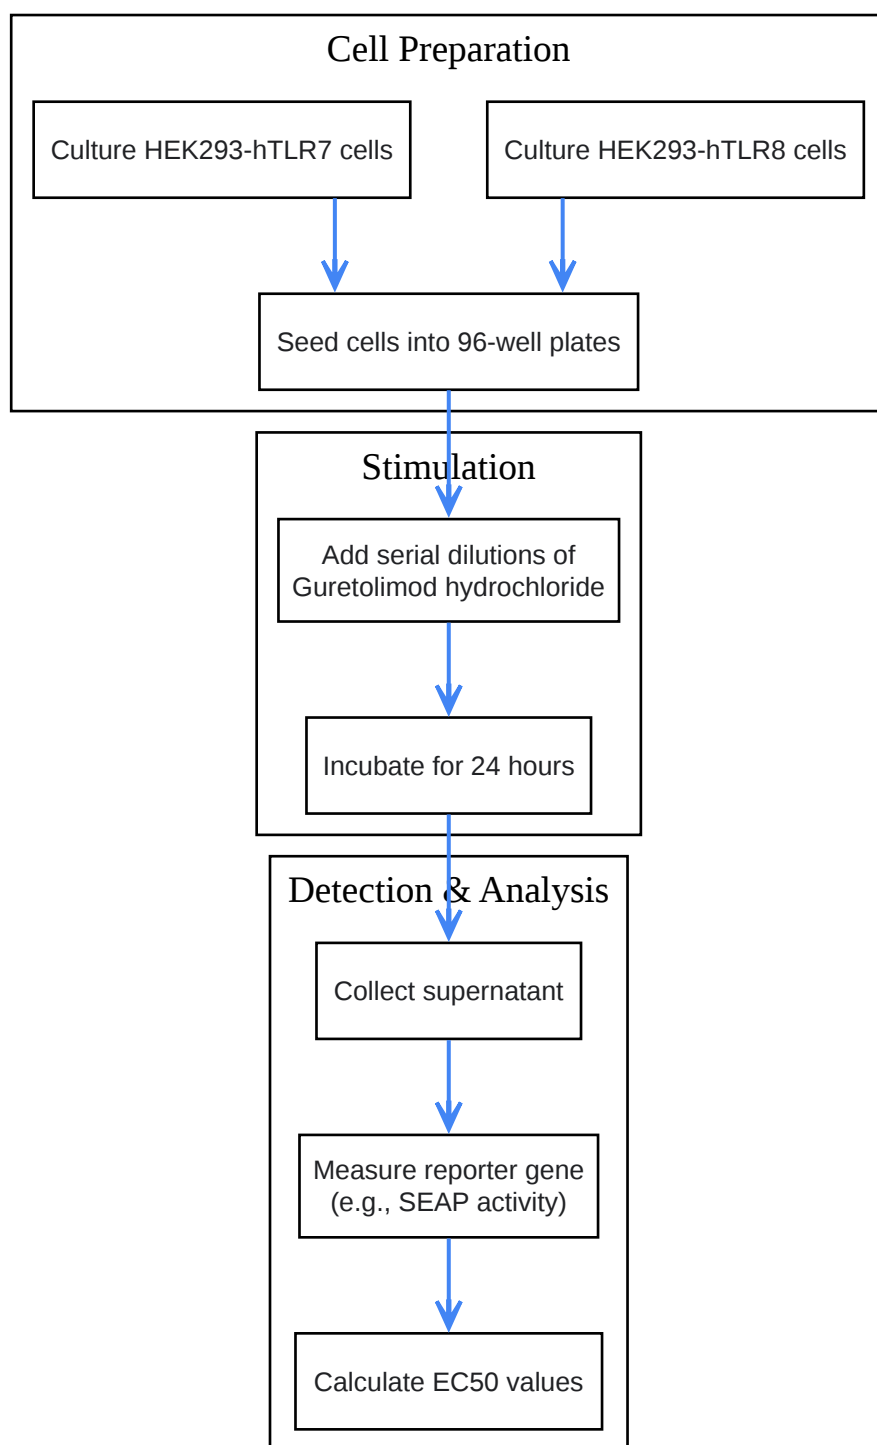 Cell Preparation
Culture HEK293-hTLR7 cells
Culture HEK293-hTLR8 cells
Seed cells into 96-well plates
Stimulation
Add serial dilutions of
Guretolimod hydrochloride
Incubate for 24 hours
Detection & Analysis
Collect supernatant
Measure reporter gene
(e.g., SEAP activity)
Calculate EC50 values